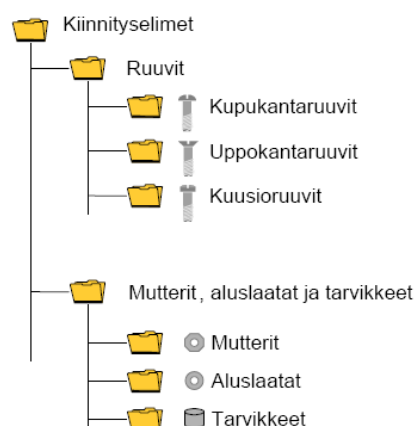 Kiinnityselimet
Ruuvit
Kupukantaruuvit
Uppokantaruuvit
Kuusioruuvit
Mutterit, aluslaatat ja tarvikkeet
Mutterit
Aluslaatat
Tarvikkeet